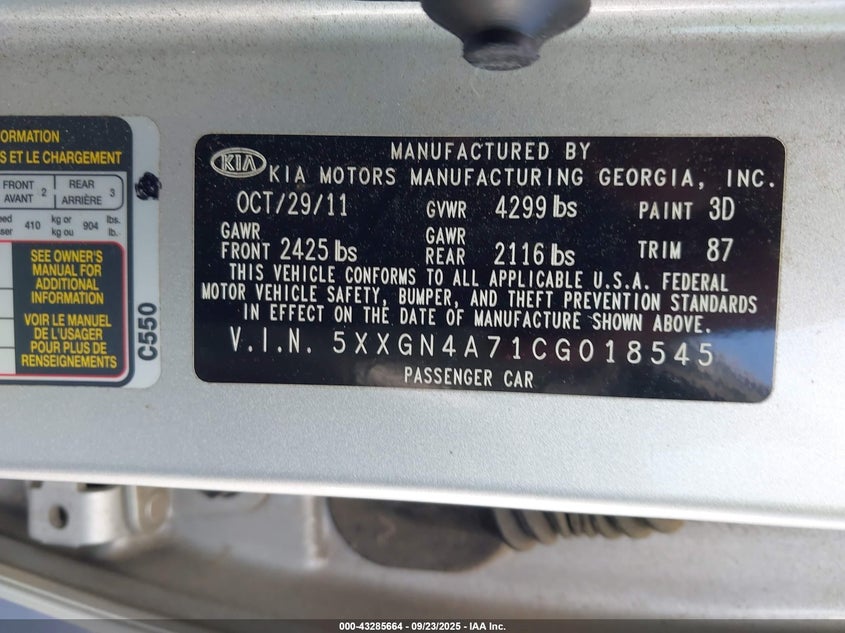 ORMATION
S ET LE CHARGEMENT
FRONT AVANT 2 REAR ARRIÈRE 3
410 kg or kg ou 904 lbs. lb.
SEE OWNER'S
MANUAL FOR
ADDITIONAL
INFORMATION
VOIR LE MANUEL
DE L'USAGER
POUR PLUS DE
RENSEIGNEMENTS
C550
KIA
MANUFACTURED BY
KIA MOTORS MANUFACTURING GEORGIA, INC.
OCT/29/11 GVWR 4299 lbs PAINT 3D
GAWR FRONT 2425 lbs GAWR REAR 2116 lbs TRIM 87
THIS VEHICLE CONFORMS TO ALL APPLICABLE U.S.A. FEDERAL
MOTOR VEHICLE SAFETY, BUMPER, AND THEFT PREVENTION STANDARDS
IN EFFECT ON THE DATE OF MANUFACTURE SHOWN ABOVE.
V.I.N. 5XXGN4A71CG018545
PASSENGER CAR
000-43285664 - 09/23/2025 - IAA Inc.